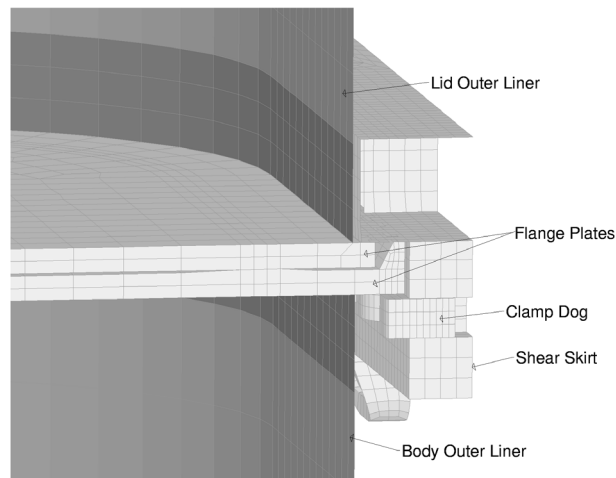 Lid Outer Liner
Flange Plates
Clamp Dog
Shear Skirt
Body Outer Liner